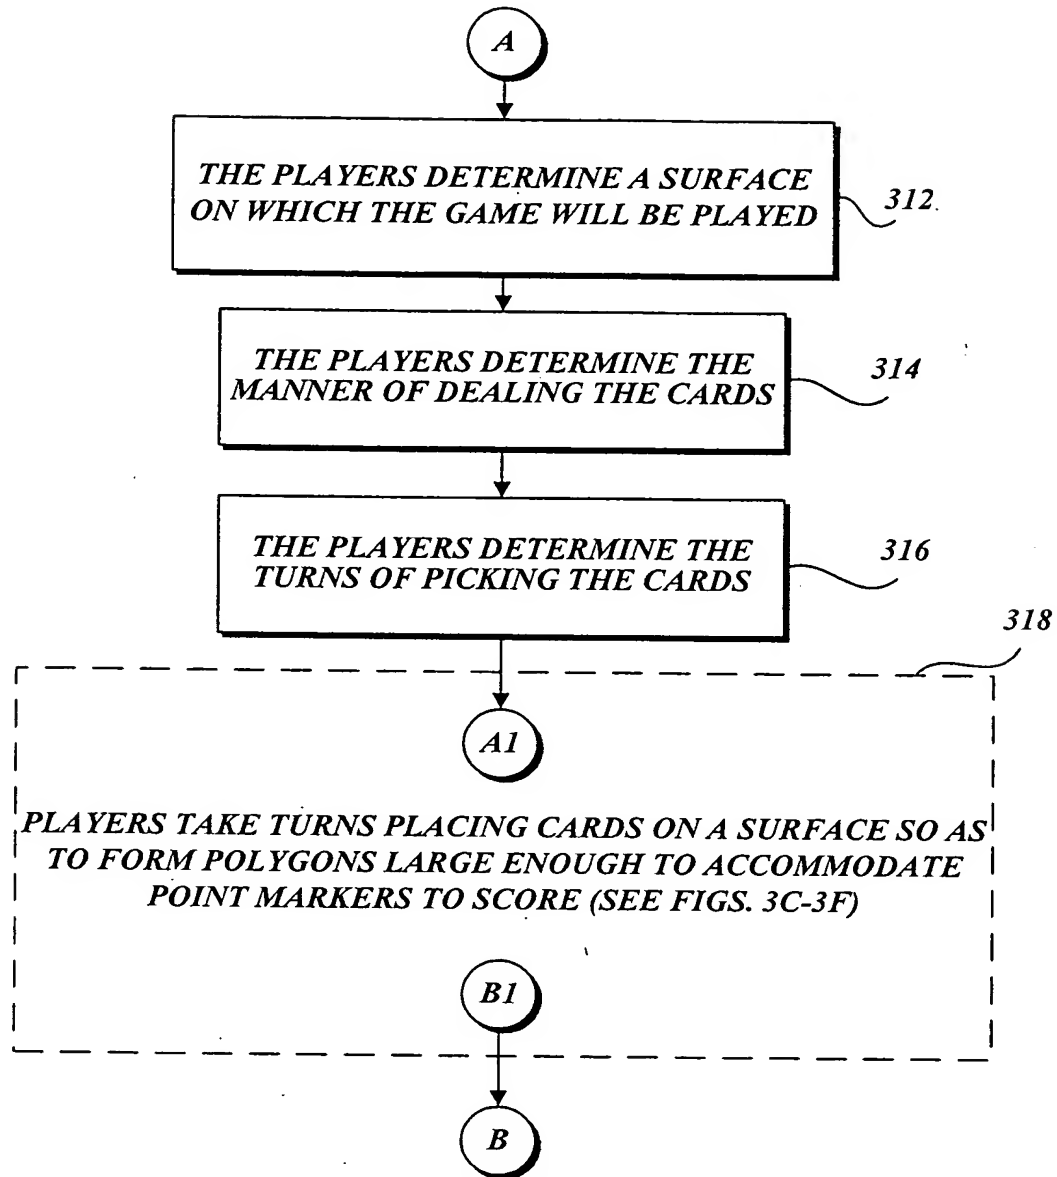 A
THE PLAYERS DETERMINE A SURFACE
ON WHICH THE GAME WILL BE PLAYED
312
THE PLAYERS DETERMINE THE
MANNER OF DEALING THE CARDS
314
THE PLAYERS DETERMINE THE
TURNS OF PICKING THE CARDS
316
318
A1
PLAYERS TAKE TURNS PLACING CARDS ON A SURFACE SO AS
TO FORM POLYGONS LARGE ENOUGH TO ACCOMMODATE
POINT MARKERS TO SCORE (SEE FIGS. 3C-3F)
B1
B